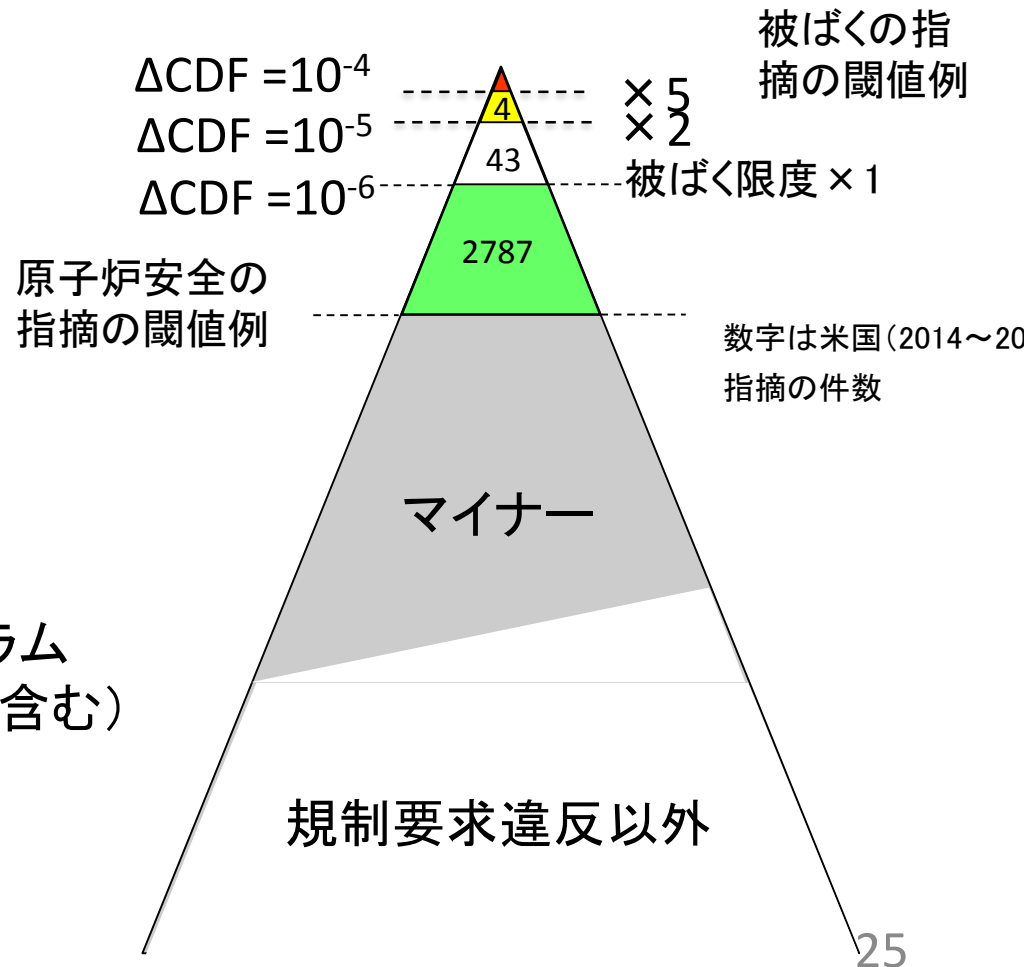 被ばくの指
摘の閾値例
ΔCDF =10⁻⁴
× 5
4
ΔCDF =10⁻⁵
× 2
43
ΔCDF =10⁻⁶
被ばく限度 × 1
2787
原子炉安全の
指摘の閾値例
数字は米国(2014~20
指摘の件数
マイナー
ラム
含む)
規制要求違反以外
25